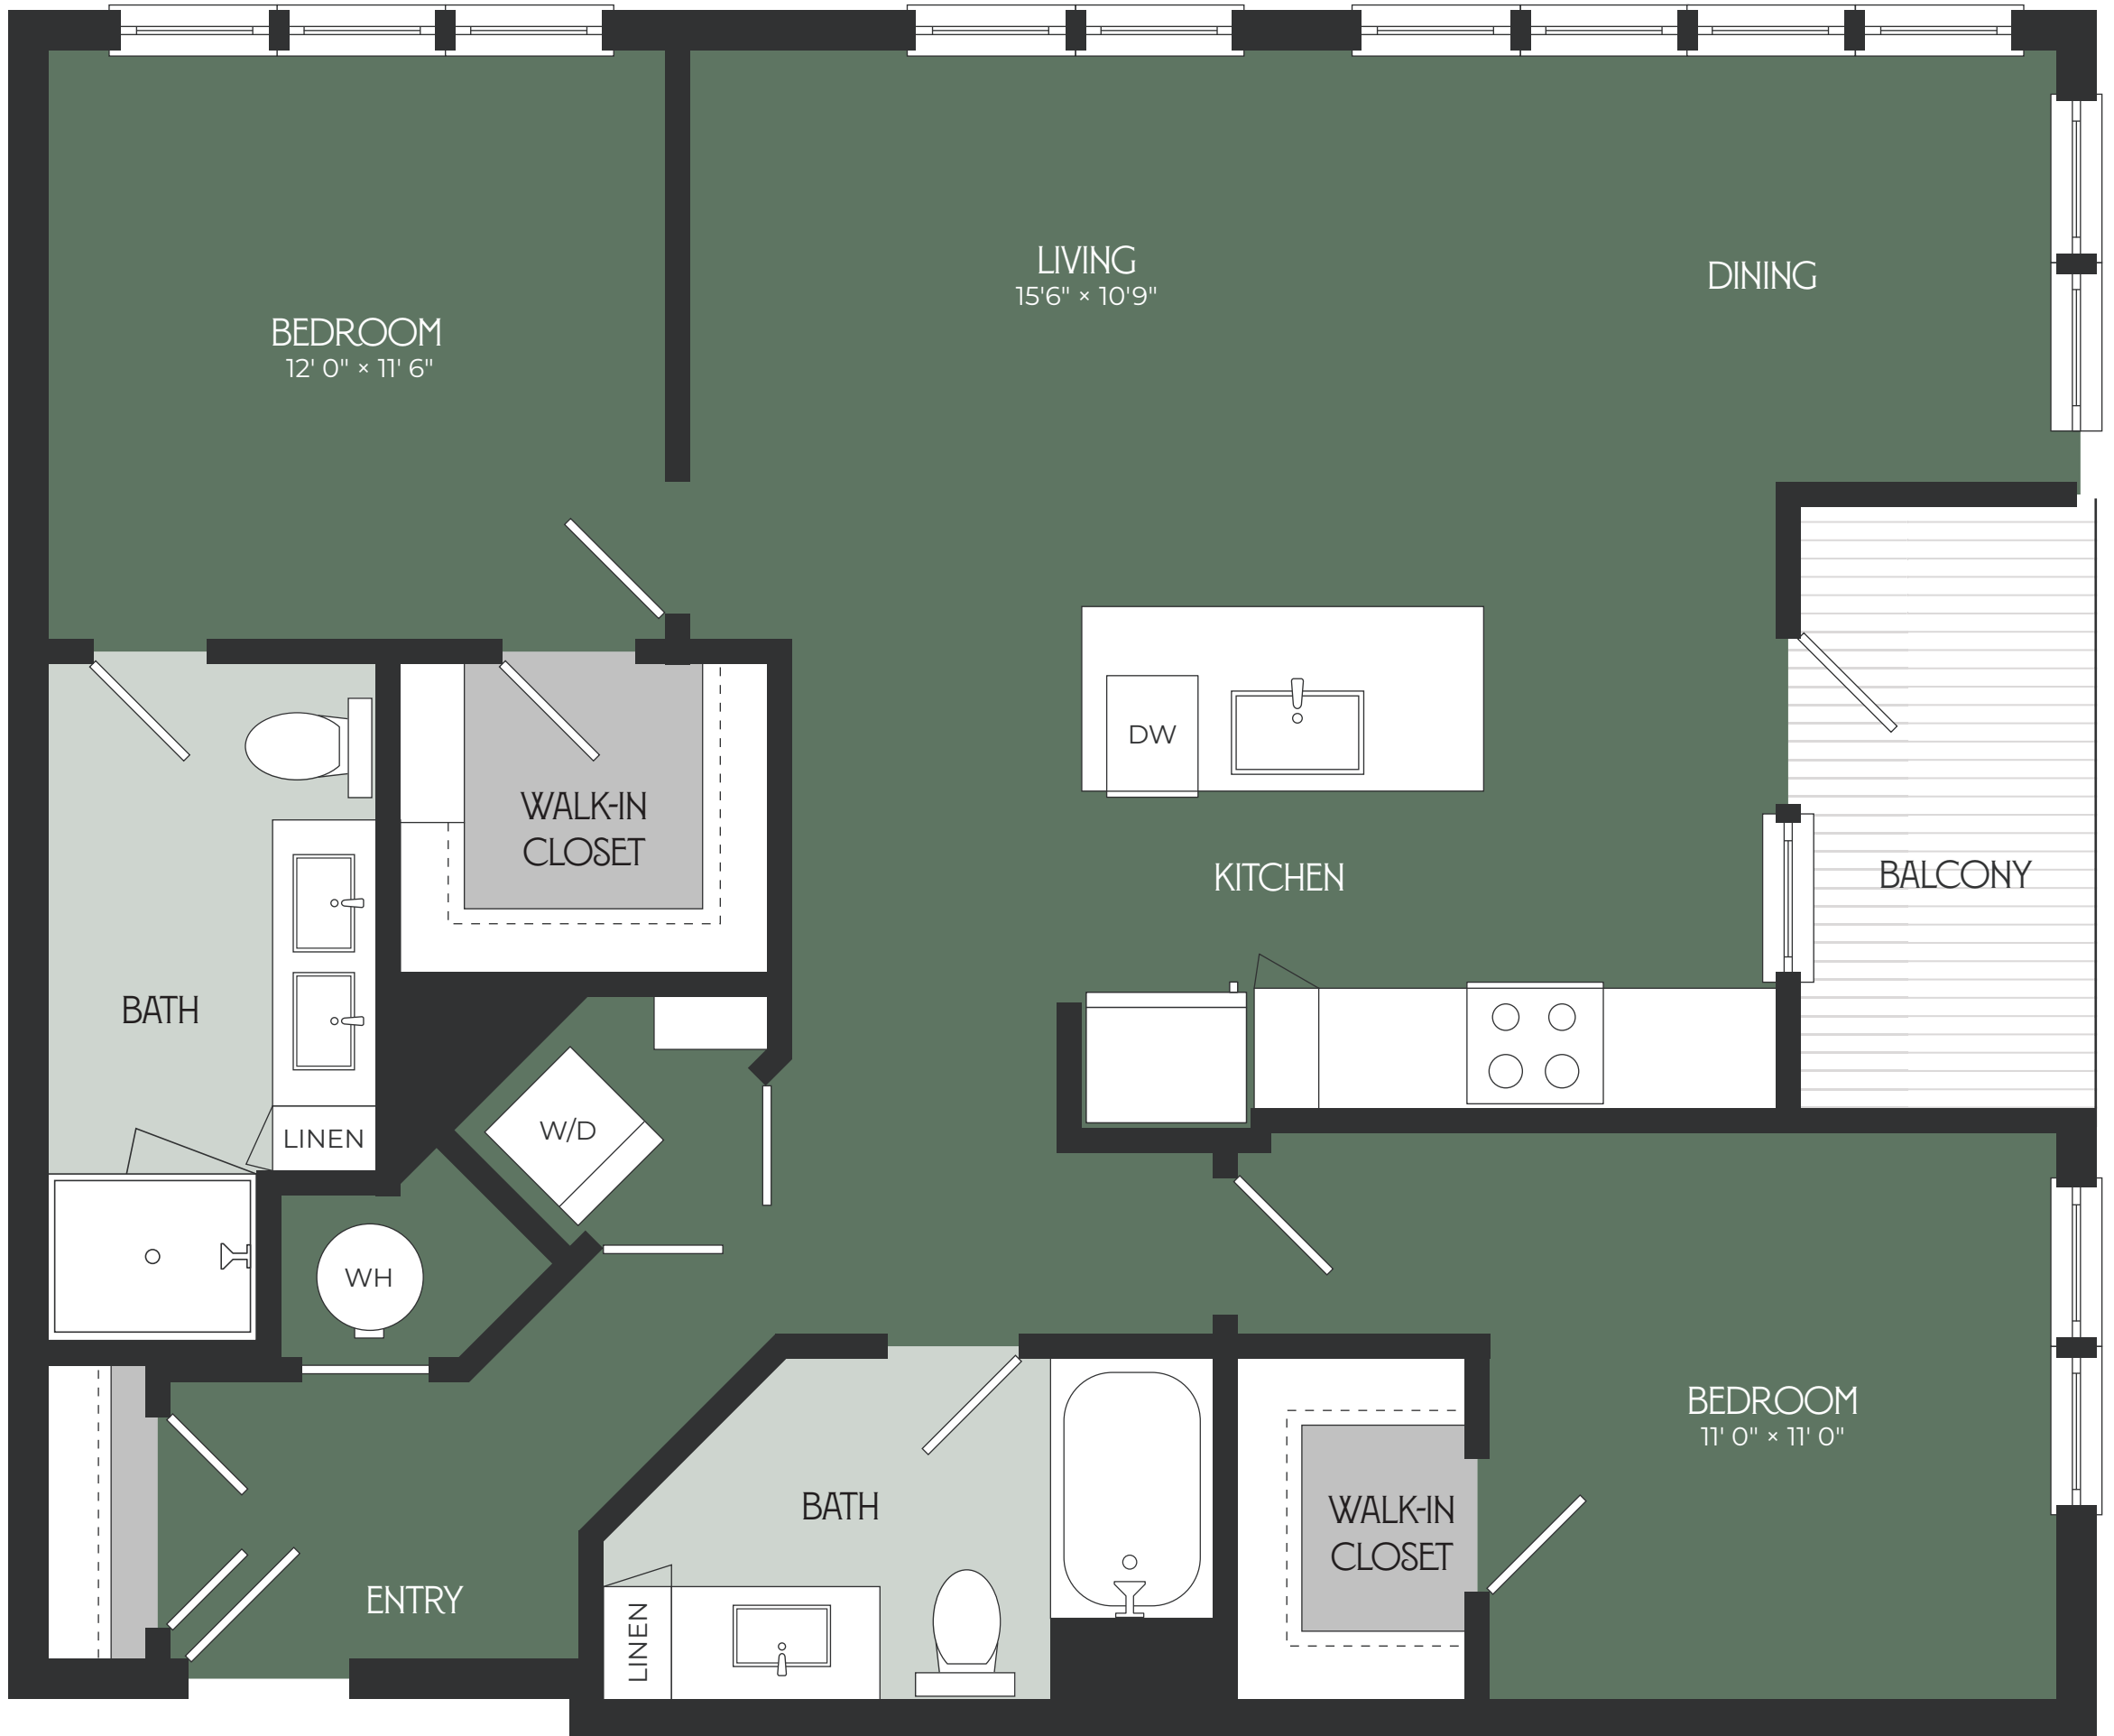 LIVING
15'6" × 10'9"
DINING
BEDROOM
12' 0" × 11' 6"
DW
WALK-IN
CLOSET
KITCHEN
BALCONY
BATH
W/D
LINEN
WH
BEDROOM
11' 0" × 11' 0"
BATH
WALK-IN
CLOSET
ENTRY
LINEN